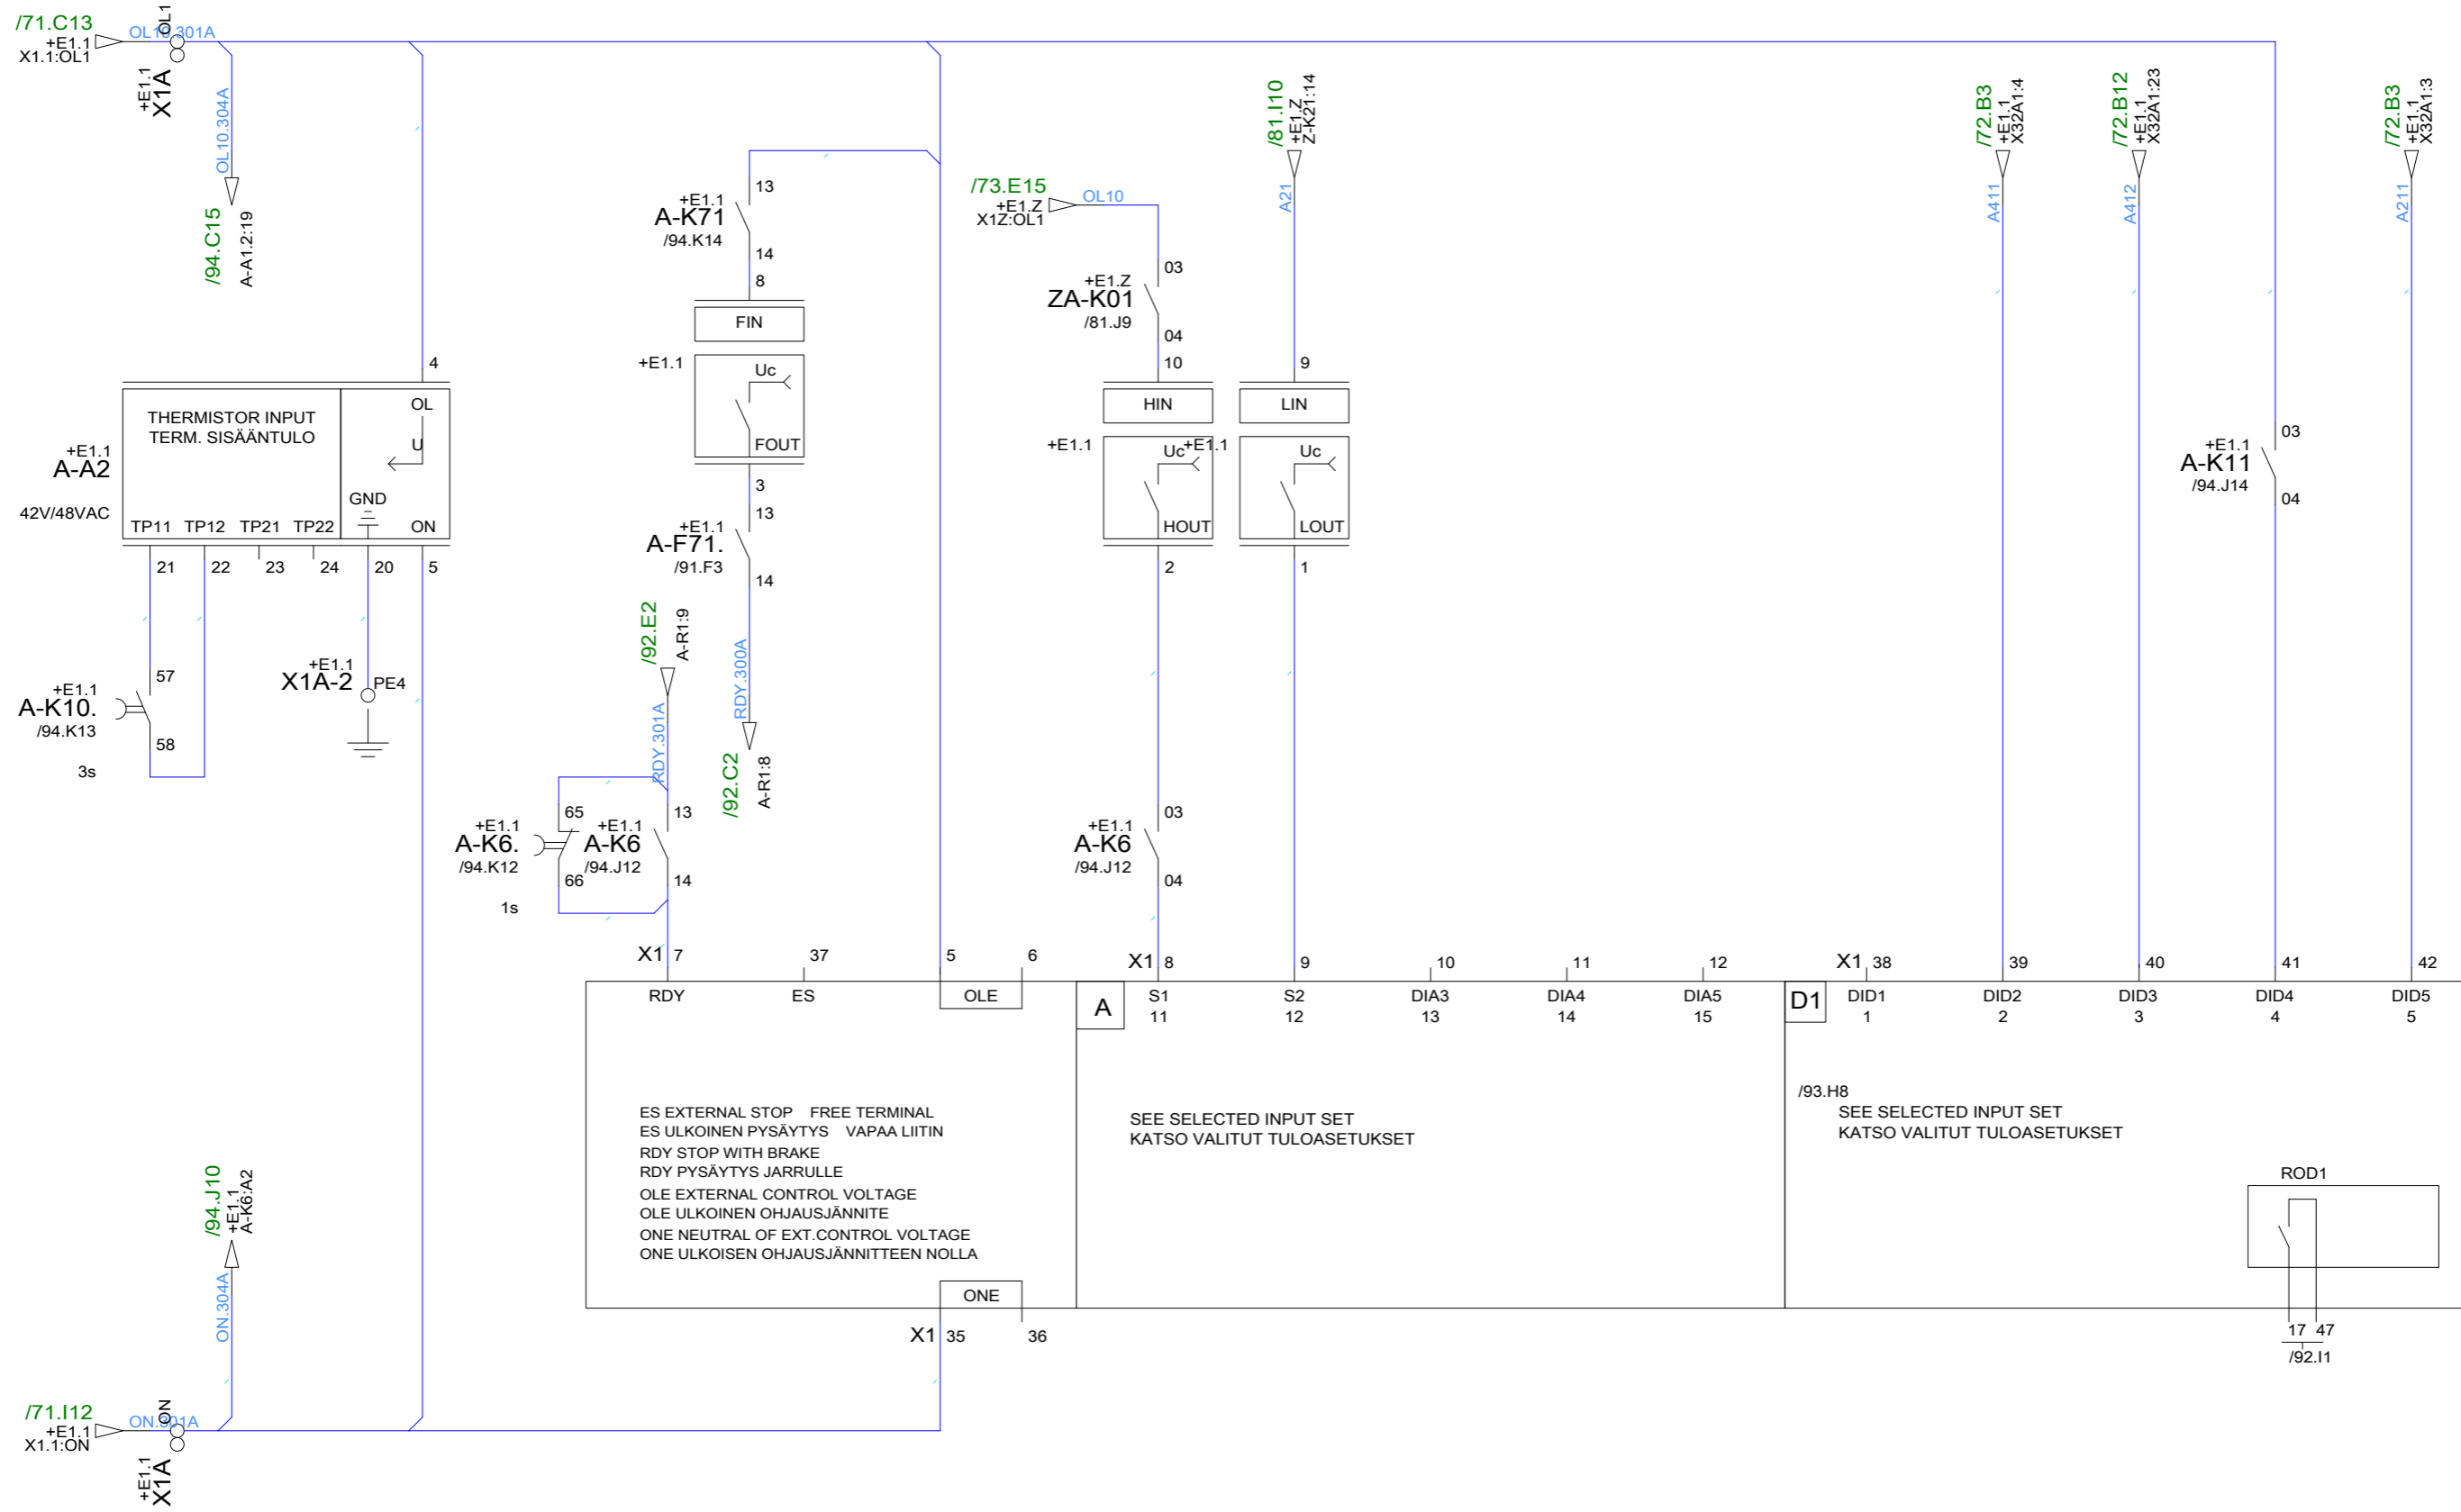 /71.C13
+E1.1
X1.1:OL1
OL10.301A
OL1
+E1.1
X1A
OL10.304A
/94.C15
A-A1.2:19
4
THERMISTOR INPUT
TERM. SISÄÄNTULO
OL
U
GND
ON
+E1.1
A-A2
42V/48VAC
TP11 TP12 TP21 TP22
21 22 23 24 20 5
57
+E1.1
A-K10.
/94.K13
58
3s
+E1.1
X1A-2
PE4
13
+E1.1
A-K71
/94.K14
14
8
FIN
+E1.1
Uc
FOUT
3
13
+E1.1
A-F71.
/91.F3
14
/92.E2
A-R1:9
RDY.301A
RDY.300A
/92.C2
A-R1:8
65
+E1.1
A-K6.
/94.K12
66
1s
13
+E1.1
A-K6
/94.J12
14
/73.E15
+E1.Z
X1Z:OL1
OL10
03
+E1.Z
ZA-K01
/81.J9
04
10
HIN
+E1.1
Uc
HOUT
2
03
+E1.1
A-K6
/94.J12
04
/81.I10
+E1.Z
Z-K21:14
A21
9
LIN
+E1.1
Uc
LOUT
1
/72.B3
+E1.1
X32A1:4
A411
/72.B12
+E1.1
X32A1:23
A412
03
+E1.1
A-K11
/94.J14
04
/72.B3
+E1.1
X32A1:3
A211
X1 7 37 5 6
RDY ES OLE
X1 8 9 10 11 12
A
S1 S2 DIA3 DIA4 DIA5
11 12 13 14 15
X1 38 39 40 41 42
D1
DID1 DID2 DID3 DID4 DID5
1 2 3 4 5
ES EXTERNAL STOP FREE TERMINAL
ES ULKOINEN PYSÄYTYS VAPAA LIITIN
RDY STOP WITH BRAKE
RDY PYSÄYTYS JARRULLE
OLE EXTERNAL CONTROL VOLTAGE
OLE ULKOINEN OHJAUSJÄNNITE
ONE NEUTRAL OF EXT.CONTROL VOLTAGE
ONE ULKOISEN OHJAUSJÄNNITTEEN NOLLA
SEE SELECTED INPUT SET
KATSO VALITUT TULOASETUKSET
/93.H8
SEE SELECTED INPUT SET
KATSO VALITUT TULOASETUKSET
ROD1
17 47
/92.I1
ONE
X1 35 36
/94.J10
+E1.1
A-K6:A2
ON.304A
/71.I12
+E1.1
X1.1:ON
ON.301A
ON
+E1.1
X1A